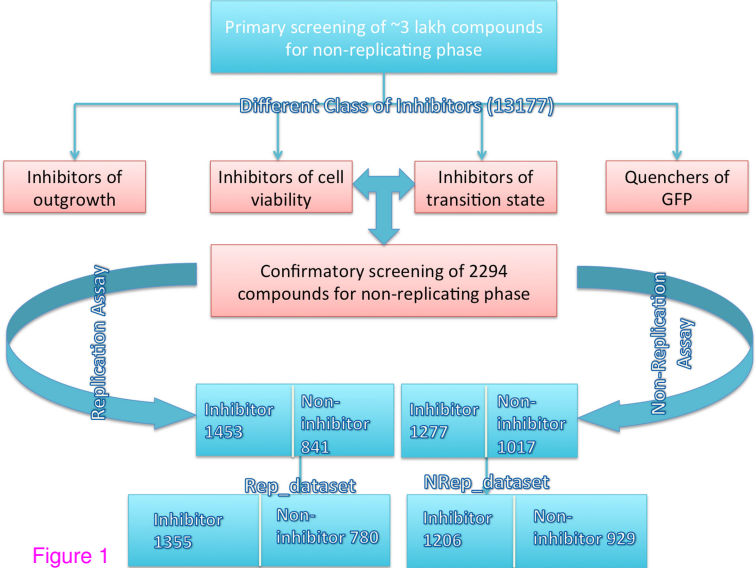 Primary screening of ~3 lakh compounds
for non-replicating phase
Different Class of Inhibitors (13177)
Inhibitors of
outgrowth
Inhibitors of cell
viability
Inhibitors of
transition state
Quenchers of
GFP
Confirmatory screening of 2294
compounds for non-replicating phase
Replication Assay
Non-Replication
Assay
Inhibitor
1453
Non-
inhibitor
841
Inhibitor
1277
Non-
inhibitor
1017
Rep_dataset
NRep_dataset
Inhibitor
1355
Non-
inhibitor 780
Inhibitor
1206
Non-
inhibitor 929
Figure 1